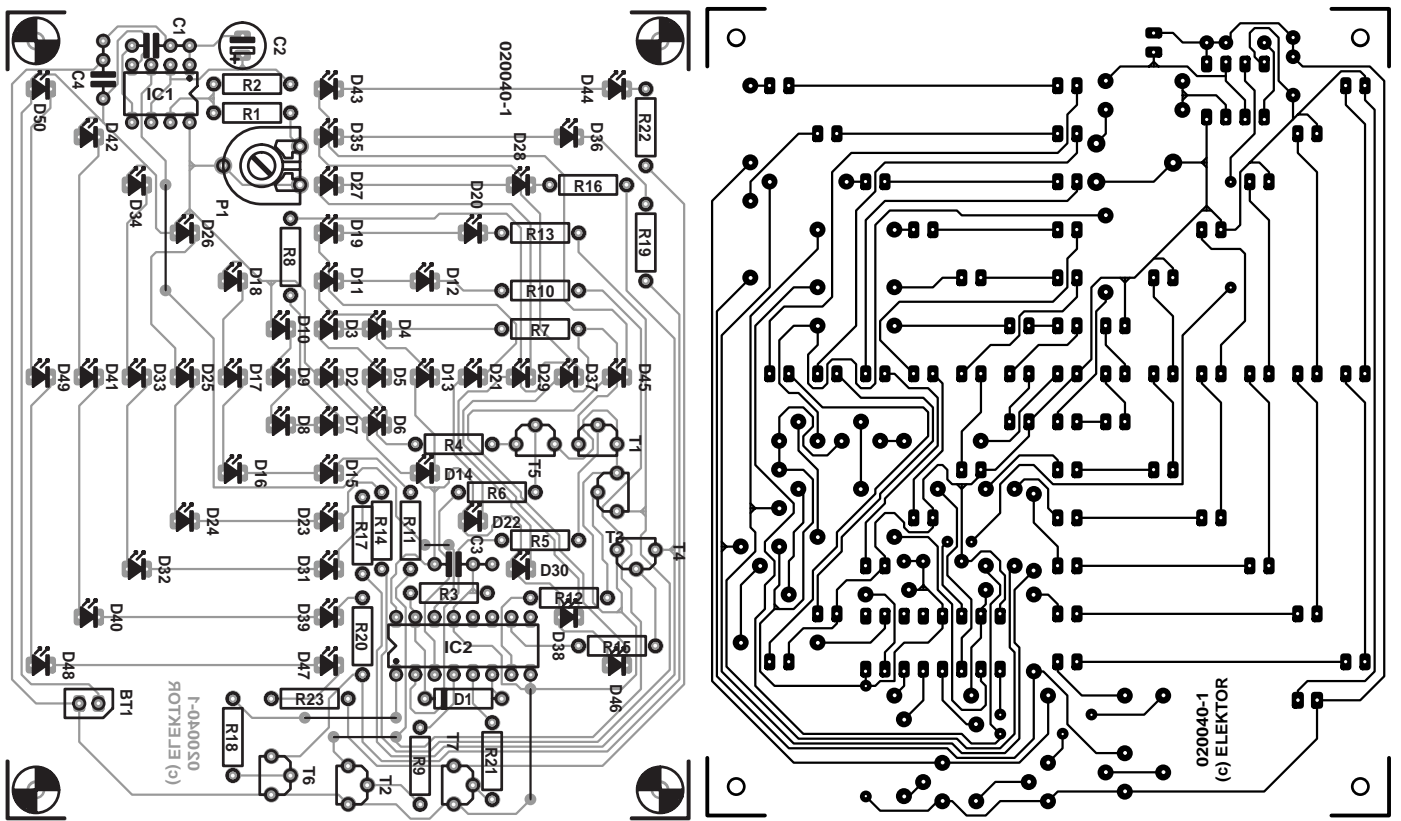 C1
C2
C4
IC1
R2
R1
020040-1
D43
D44
D50
D42
D35
D28
D36
R22
D34
D27
D20
R16
P1
D26
R8
D19
R13
R19
D18
D11
D12
R10
D10
D3
D4
R7
D49
D41
D33
D25
D17
D9
D2
D5
D13
D21
D29
D37
D45
D8
D7
D6
R4
T5
T1
D16
D15
D14
R6
D24
D23
R17
R14
R11
D22
C3
R5
T3
T4
D32
D31
D30
R3
R12
D40
D39
R20
IC2
D38
R15
D48
D47
D46
BT1
(c) ELEKTOR
020040-1
R18
R23
D1
T6
T2
R9
T7
R21
020040-1
(c) ELEKTOR